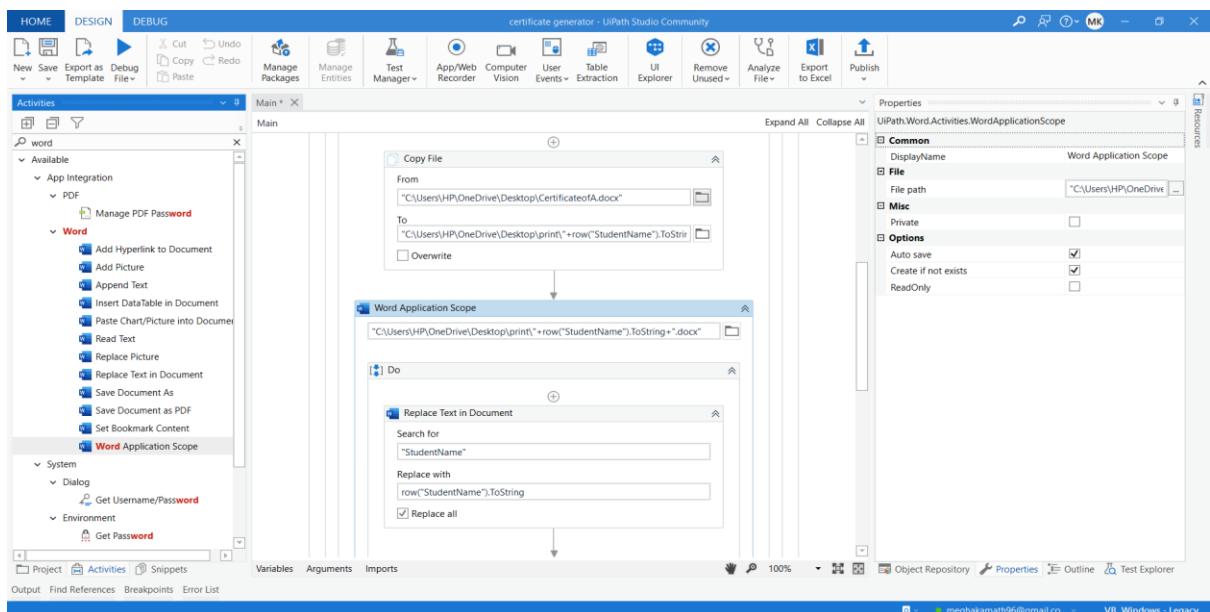 HOME DESIGN DEBUG certificate generator - UiPath Studio Community MK
New Save Export as Template Debug File Cut Copy Paste Undo Redo Manage Packages Manage Entities Test Manager App/Web Recorder Computer Vision User Events Table Extraction UI Explorer Remove Unused Analyze File Export to Excel Publish
Activities
word
Available
App Integration
PDF
Manage PDF Password
Word
Add Hyperlink to Document
Add Picture
Append Text
Insert DataTable in Document
Paste Chart/Picture into Documen
Read Text
Replace Picture
Replace Text in Document
Save Document As
Save Document as PDF
Set Bookmark Content
Word Application Scope
System
Dialog
Get Username/Password
Environment
Get Password
Project Activities Snippets
Main *
Main Expand All Collapse All
Copy File
From
"C:\Users\HP\OneDrive\Desktop\CertificateofA.docx"
To
"C:\Users\HP\OneDrive\Desktop\print\"+row("StudentName").ToStrir
Overwrite
Word Application Scope
"C:\Users\HP\OneDrive\Desktop\print\"+row("StudentName").ToString+".docx"
Do
Replace Text in Document
Search for
"StudentName"
Replace with
row("StudentName").ToString
Replace all
Variables Arguments Imports 100%
Properties
UiPath.Word.Activities.WordApplicationScope
Common
DisplayName Word Application Scope
File
File path "C:\Users\HP\OneDrive ...
Misc
Private
Options
Auto save
Create if not exists
ReadOnly
Object Repository Properties Outline Test Explorer
Resources
Output Find References Breakpoints Error List
meghakamath96@gmail.co VB, Windows - Legacy